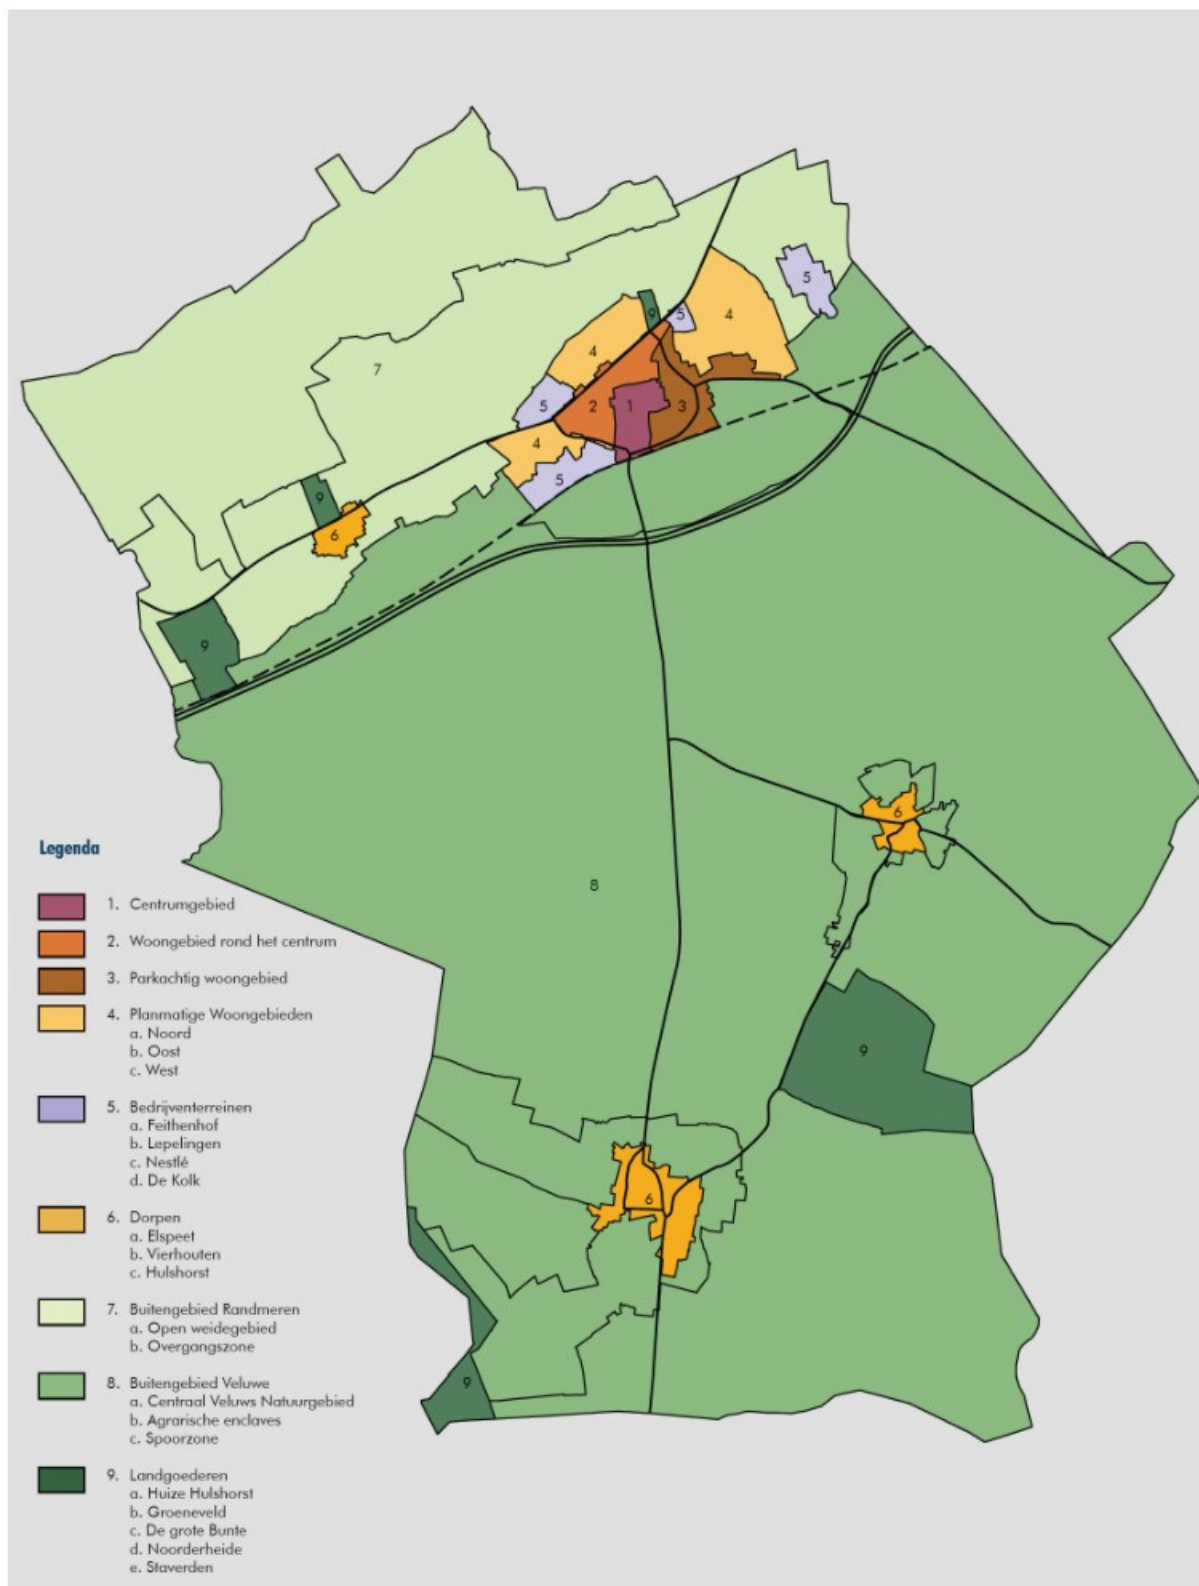 5
9
5
4
4
7
5
2
1
3
4
5
9
6
9
6
8
9
6
9
Legenda
1. Centrumgebied
2. Woongebied rond het centrum
3. Parkachtig woongebied
4. Planmatige Woongebieden
a. Noord
b. Oost
c. West
5. Bedrijventerreinen
a. Feithenhof
b. Lepelingen
c. Nestlé
d. De Kolk
6. Dorpen
a. Elspeet
b. Vierhouten
c. Hulshorst
7. Buitengebied Randmeren
a. Open weidegebied
b. Overgangszone
8. Buitengebied Veluwe
a. Centraal Veluws Natuurgebied
b. Agrarische enclaves
c. Spoorzone
9. Landgoederen
a. Huize Hulshorst
b. Groeneveld
c. De grote Bunte
d. Noorderheide
e. Staverden